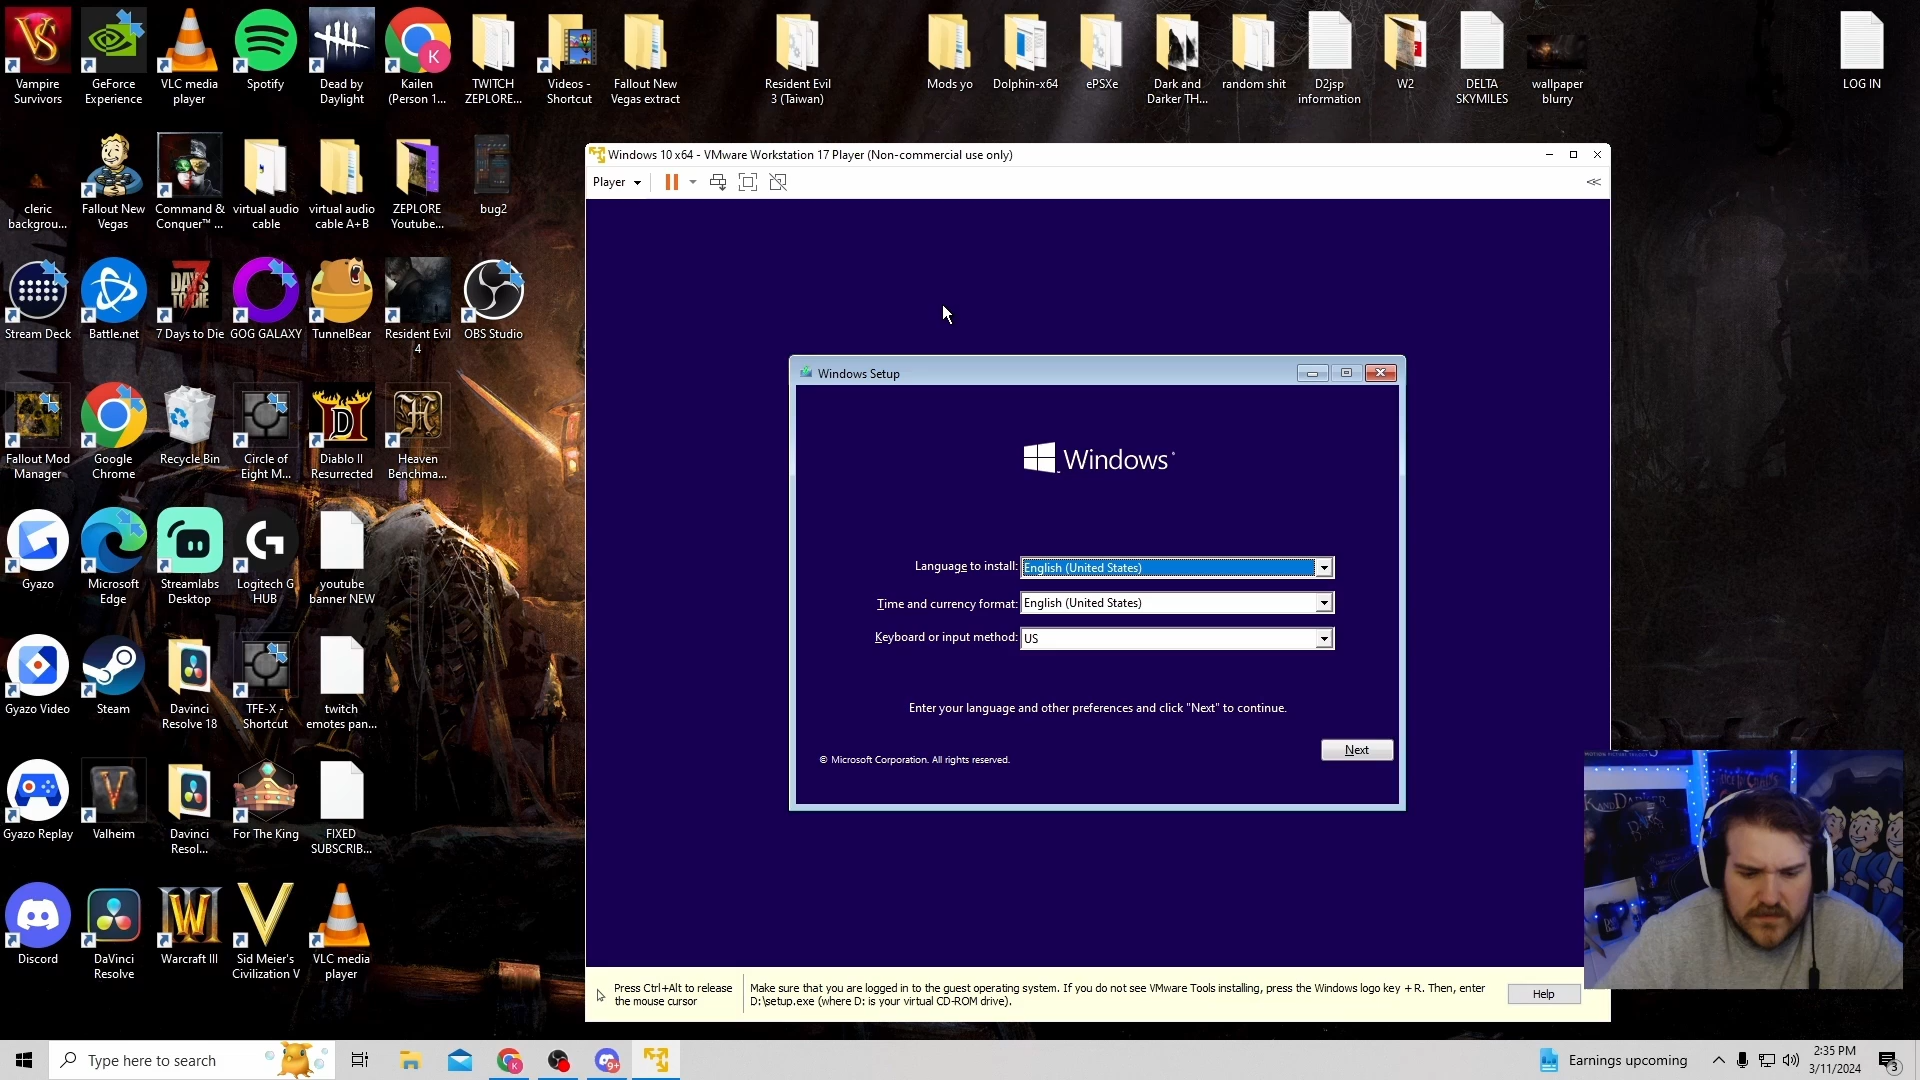 Vampire
Survivors
GeForce
Experience
VLC media
player
Spotify
Dead by
Daylight
Kailen
(Person 1...
TWITCH
ZEPLORE...
Videos -
Shortcut
Fallout New
Vegas extract
Resident Evil
3 (Taiwan)
Mods yo
Dolphin-x64
ePSXe
Dark and
Darker TH...
random shit
D2jsp
information
W2
DELTA
SKYMILES
wallpaper
blurry
LOG IN
cleric
backgrou...
Fallout New
Vegas
Command &
Conquer™ ...
virtual audio
cable
virtual audio
cable A+B
ZEPLORE
Youtube...
bug2
Stream Deck
Battle.net
7 Days to Die
GOG GALAXY
TunnelBear
Resident Evil
4
OBS Studio
Fallout Mod
Manager
Google
Chrome
Recycle Bin
Circle of
Eight M...
Diablo II
Resurrected
Heaven
Benchma...
Gyazo
Microsoft
Edge
Streamlabs
Desktop
Logitech G
HUB
youtube
banner NEW
Gyazo Video
Steam
Davinci
Resolve 18
TFE-X -
Shortcut
twitch
emotes pan...
Gyazo Replay
Valheim
Davinci
Resol...
For The King
FIXED
SUBSCRIB...
Discord
DaVinci
Resolve
Warcraft III
Sid Meier's
Civilization V
VLC media
player
Windows 10 x64 - VMware Workstation 17 Player (Non-commercial use only)
Player
Windows Setup
Windows
Language to install: English (United States)
Time and currency format: English (United States)
Keyboard or input method: US
Enter your language and other preferences and click "Next" to continue.
Next
© Microsoft Corporation. All rights reserved.
Press Ctrl+Alt to release
the mouse cursor
Make sure that you are logged in to the guest operating system. If you do not see VMware Tools installing, press the Windows logo key + R. Then, enter
D:\setup.exe (where D: is your virtual CD-ROM drive).
Help
Type here to search
Earnings upcoming
2:35 PM
3/11/2024
3